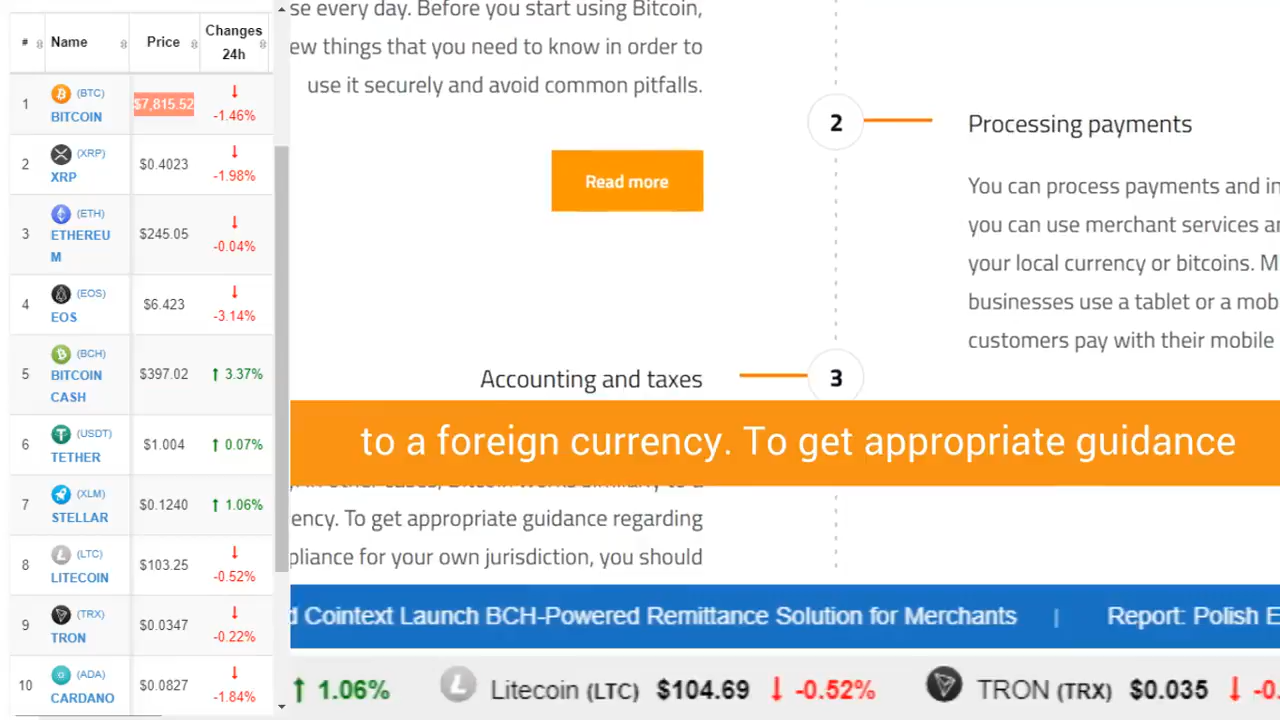 # Name Price Changes 24h
1 (BTC) BITCOIN $7,815.52 ↓ -1.46%
2 (XRP) XRP $0.4023 ↓ -1.98%
3 (ETH) ETHEREUM $245.05 ↓ -0.04%
4 (EOS) EOS $6.423 ↓ -3.14%
5 (BCH) BITCOIN CASH $397.02 ↑ 3.37%
6 (USDT) TETHER $1.004 ↑ 0.07%
7 (XLM) STELLAR $0.1240 ↑ 1.06%
8 (LTC) LITECOIN $103.25 ↓ -0.52%
9 (TRX) TRON $0.0347 ↓ -0.22%
10 (ADA) CARDANO $0.0827 ↓ -1.84%
se every day. Before you start using Bitcoin,
ew things that you need to know in order to
use it securely and avoid common pitfalls.
Read more
2
Processing payments
You can process payments and in
you can use merchant services a
your local currency or bitcoins. M
businesses use a tablet or a mob
customers pay with their mobile
Accounting and taxes
3
to a foreign currency. To get appropriate guidance
ency. To get appropriate guidance regarding
pliance for your own jurisdiction, you should
d Cointext Launch BCH-Powered Remittance Solution for Merchants | Report: Polish E
↑ 1.06% Litecoin (LTC) $104.69 ↓ -0.52% TRON (TRX) $0.035 ↓ -0.